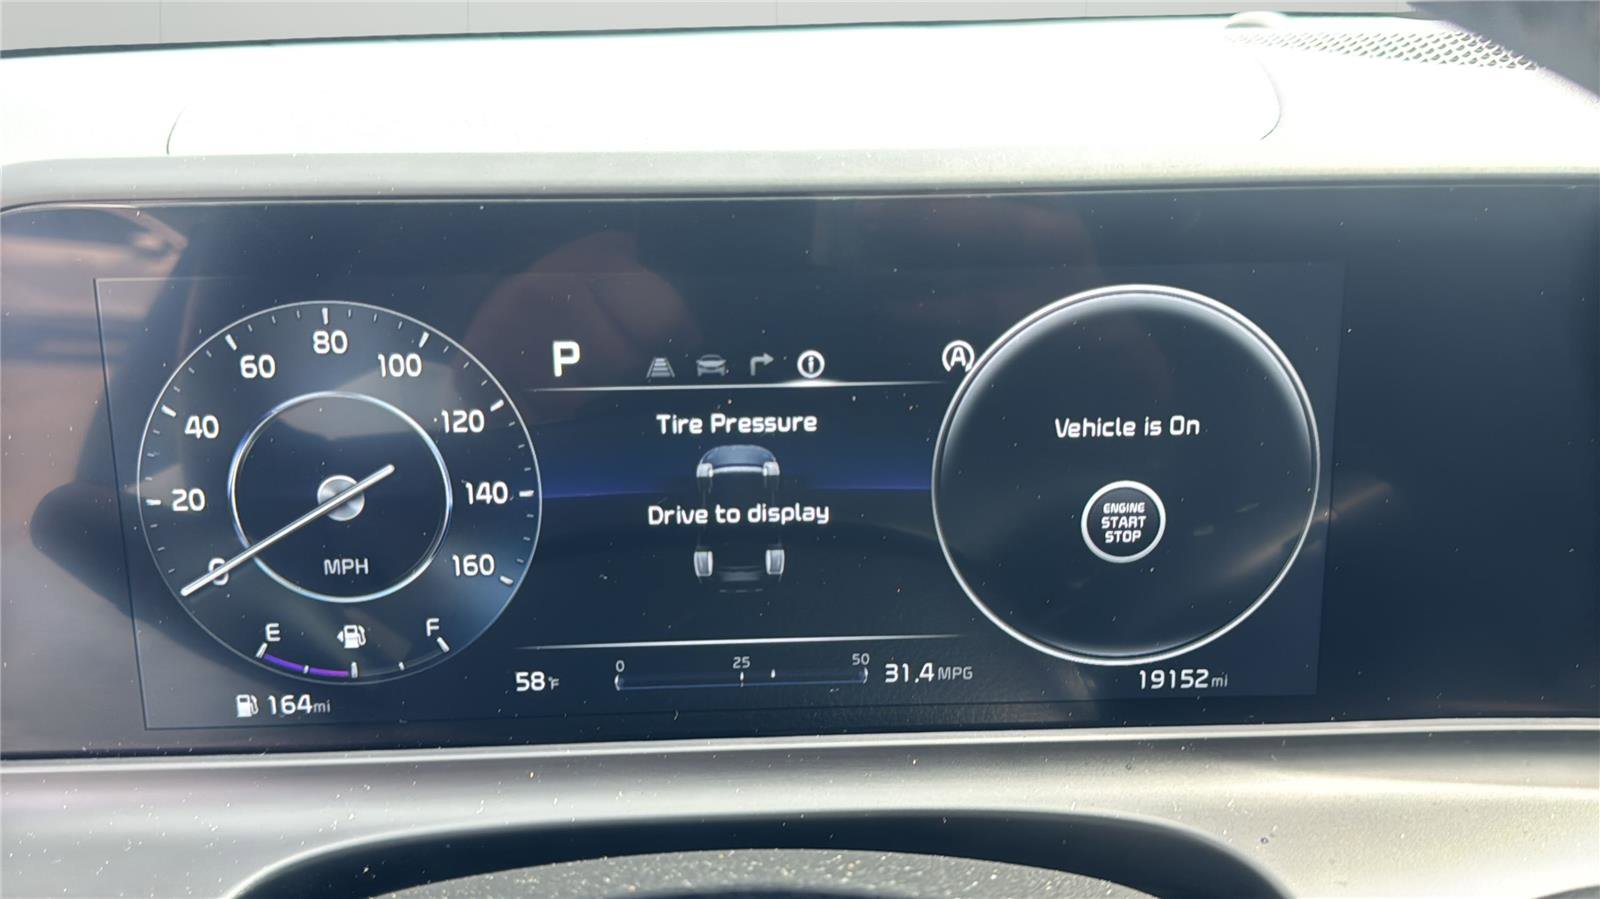 80
60
100
40
120
20
140
0
160
MPH
E
F
164mi
P
Tire Pressure
Drive to display
58°F
0
25
50
31.4MPG
A
Vehicle is On
ENGINE
START
STOP
19152mi